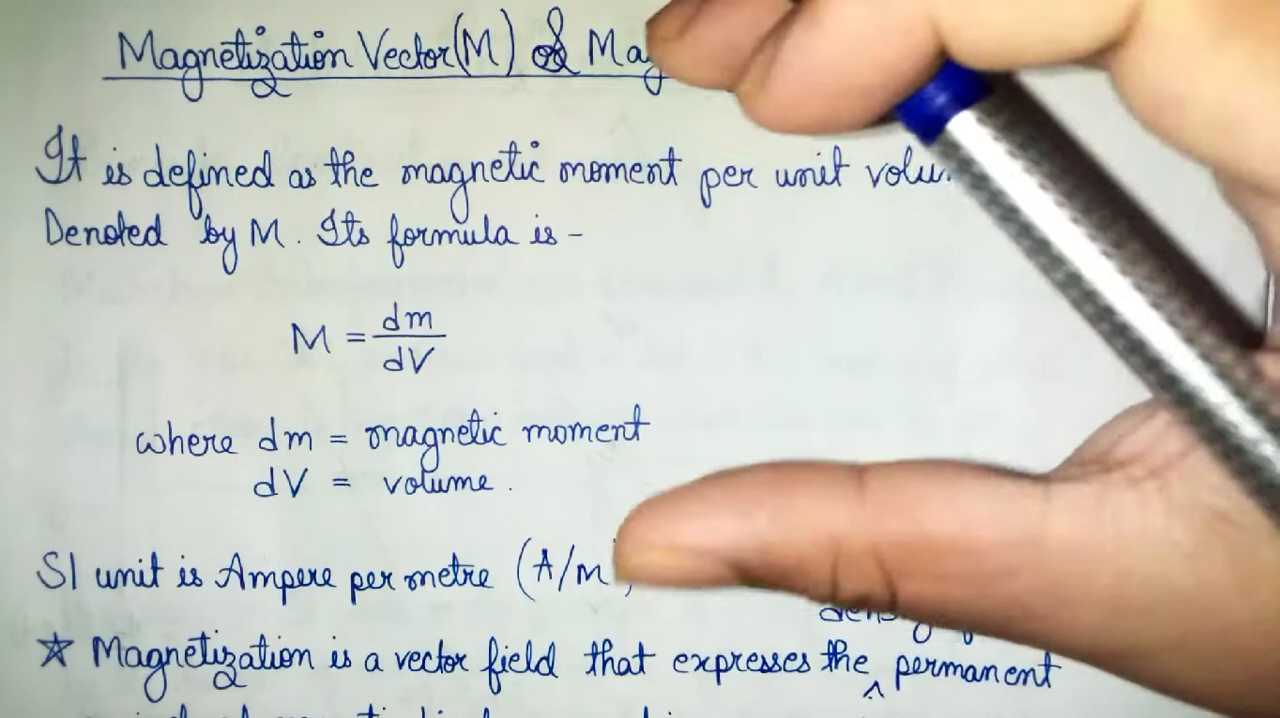 Magnetization Vector(M) of Mag
It is defined as the magnetic moment per unit volu
Denoted by M. Its formula is -
M = dm
dV
where dm = magnetic moment
dV = volume.
SI unit is Ampere per metre (A/m)
☆ Magnetization is a vector field that expresses the ^ permanent